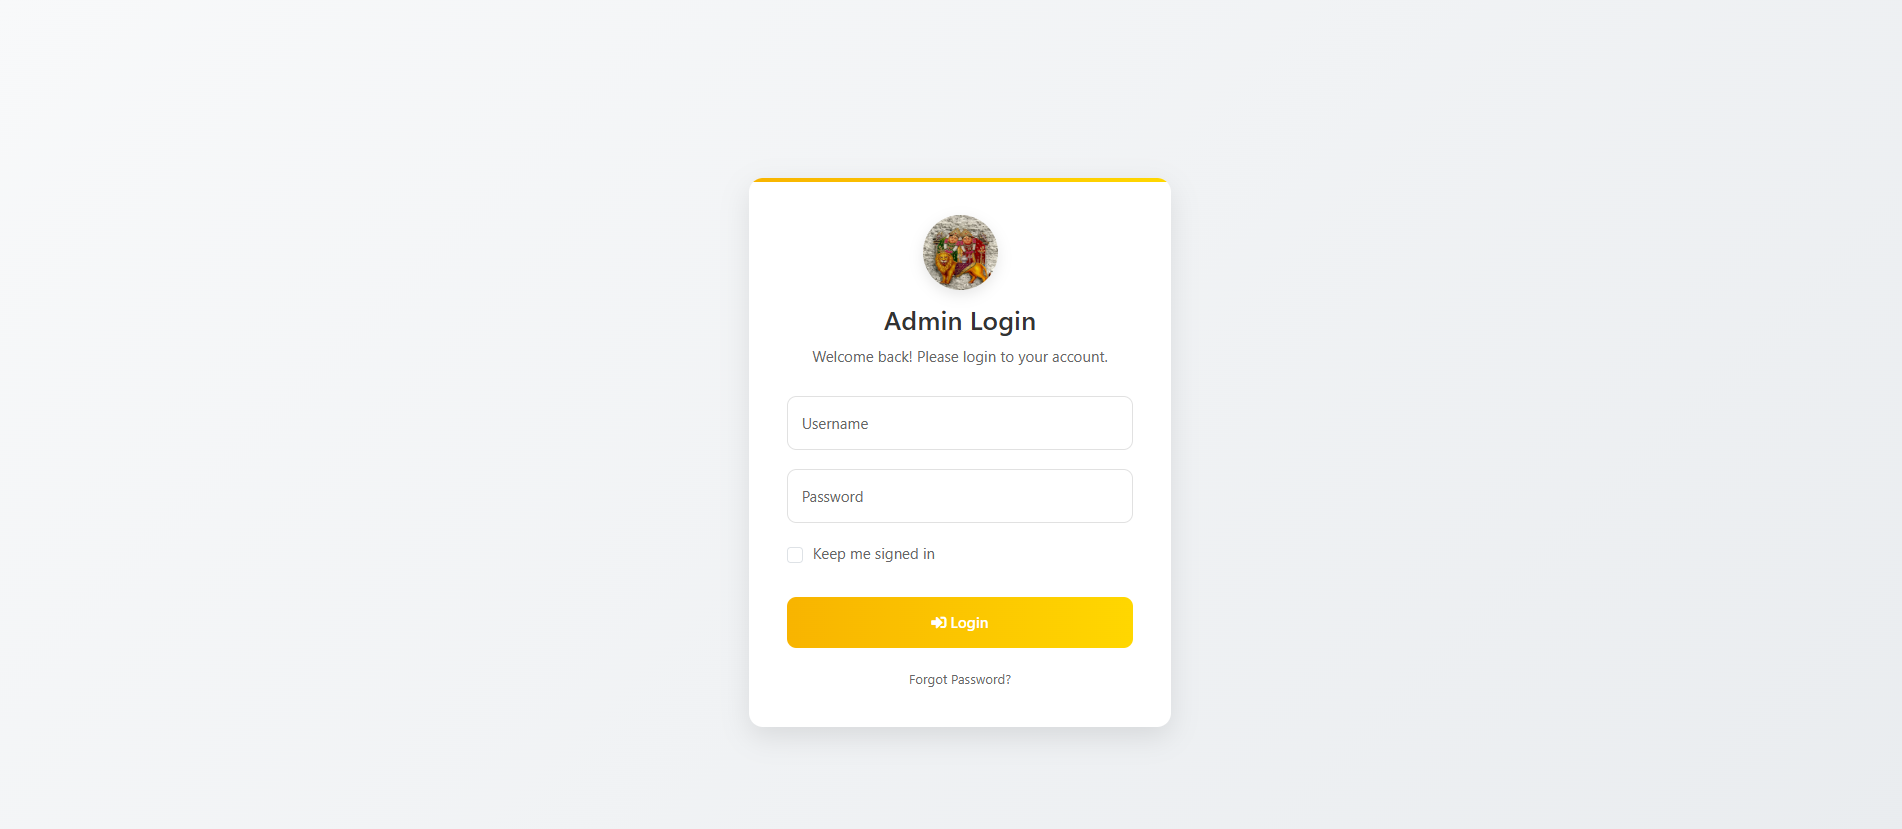 Admin Login
Welcome back! Please login to your account.
Username
Password
Keep me signed in
Login
Forgot Password?